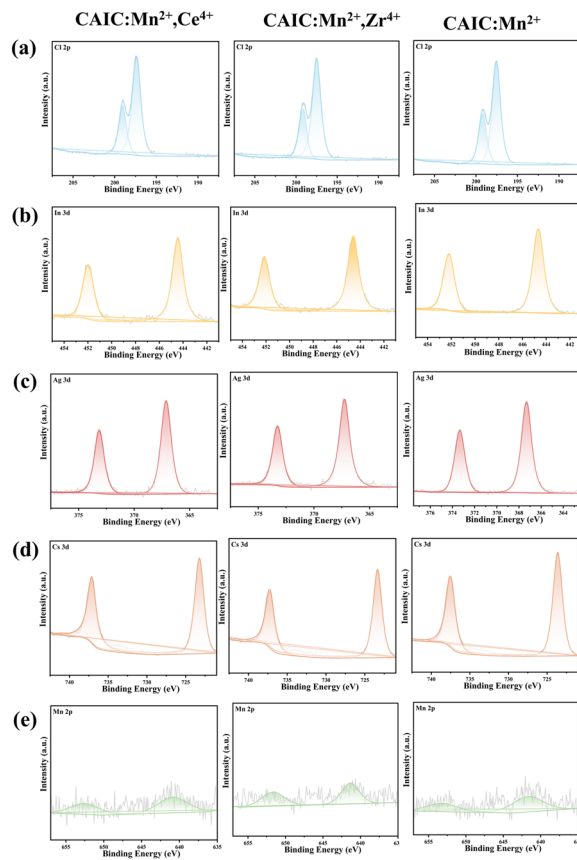 CAIC:Mn²⁺,Ce⁴⁺ CAIC:Mn²⁺,Zr⁴⁺ CAIC:Mn²⁺
(a)
Cl 2p Cl 2p Cl 2p
Intensity (a.u.) Intensity (a.u.) Intensity (a.u.)
205 200 195 190 205 200 195 190 205 200 195 190
Binding Energy (eV) Binding Energy (eV) Binding Energy (eV)
(b)
In 3d In 3d In 3d
Intensity (a.u.) Intensity (a.u.) Intensity (a.u.)
454 452 450 448 446 444 442 441 454 452 450 448 446 444 442 441 454 452 450 448 446 444 442 441
Binding Energy (eV) Binding Energy (eV) Binding Energy (eV)
(c)
Ag 3d Ag 3d Ag 3d
Intensity (a.u.) Intensity (a.u.) Intensity (a.u.)
375 370 365 375 370 365 376 374 372 370 368 366 364
Binding Energy (eV) Binding Energy (eV) Binding Energy (eV)
(d)
Cs 3d Cs 3d Cs 3d
Intensity (a.u.) Intensity (a.u.) Intensity (a.u.)
740 735 730 725 740 735 730 725 740 735 730 725
Binding Energy (eV) Binding Energy (eV) Binding Energy (eV)
(e)
Mn 2p Mn 2p Mn 2p
Intensity (a.u.) Intensity (a.u.) Intensity (a.u.)
655 650 645 640 635 655 650 645 640 655 650 645 640
Binding Energy (eV) Binding Energy (eV) Binding Energy (eV)